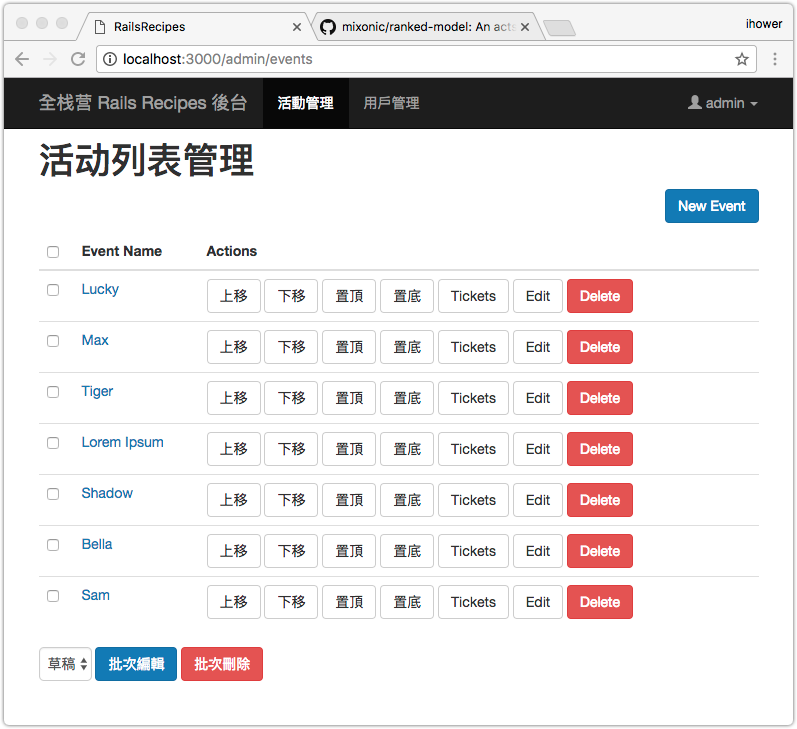 RailsRecipes
mixonic/ranked-model: An acts
ihower
localhost:3000/admin/events
全栈营 Rails Recipes 後台 活動管理 用戶管理 admin
活动列表管理
New Event
Event Name Actions
Lucky 上移 下移 置頂 置底 Tickets Edit Delete
Max 上移 下移 置頂 置底 Tickets Edit Delete
Tiger 上移 下移 置頂 置底 Tickets Edit Delete
Lorem Ipsum 上移 下移 置頂 置底 Tickets Edit Delete
Shadow 上移 下移 置頂 置底 Tickets Edit Delete
Bella 上移 下移 置頂 置底 Tickets Edit Delete
Sam 上移 下移 置頂 置底 Tickets Edit Delete
草稿 批次編輯 批次刪除